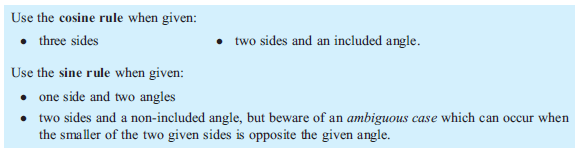 Use the cosine rule when given:
• three sides • two sides and an included angle.
Use the sine rule when given:
• one side and two angles
• two sides and a non-included angle, but beware of an ambiguous case which can occur when
the smaller of the two given sides is opposite the given angle.